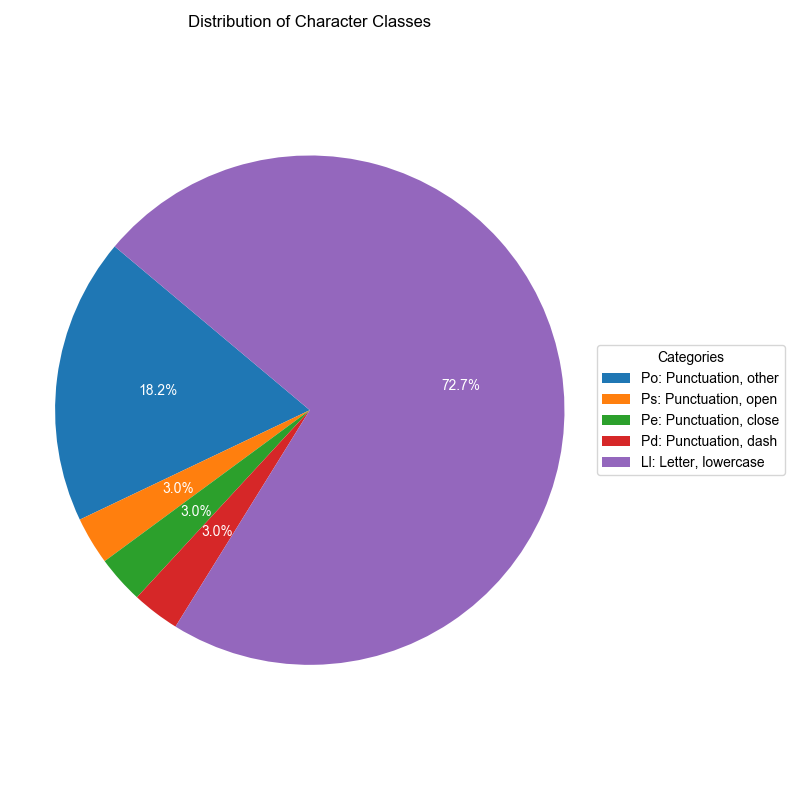 Distribution of Character Classes
18.2%
3.0%
3.0%
3.0%
72.7%
Categories
Po: Punctuation, other
Ps: Punctuation, open
Pe: Punctuation, close
Pd: Punctuation, dash
Ll: Letter, lowercase